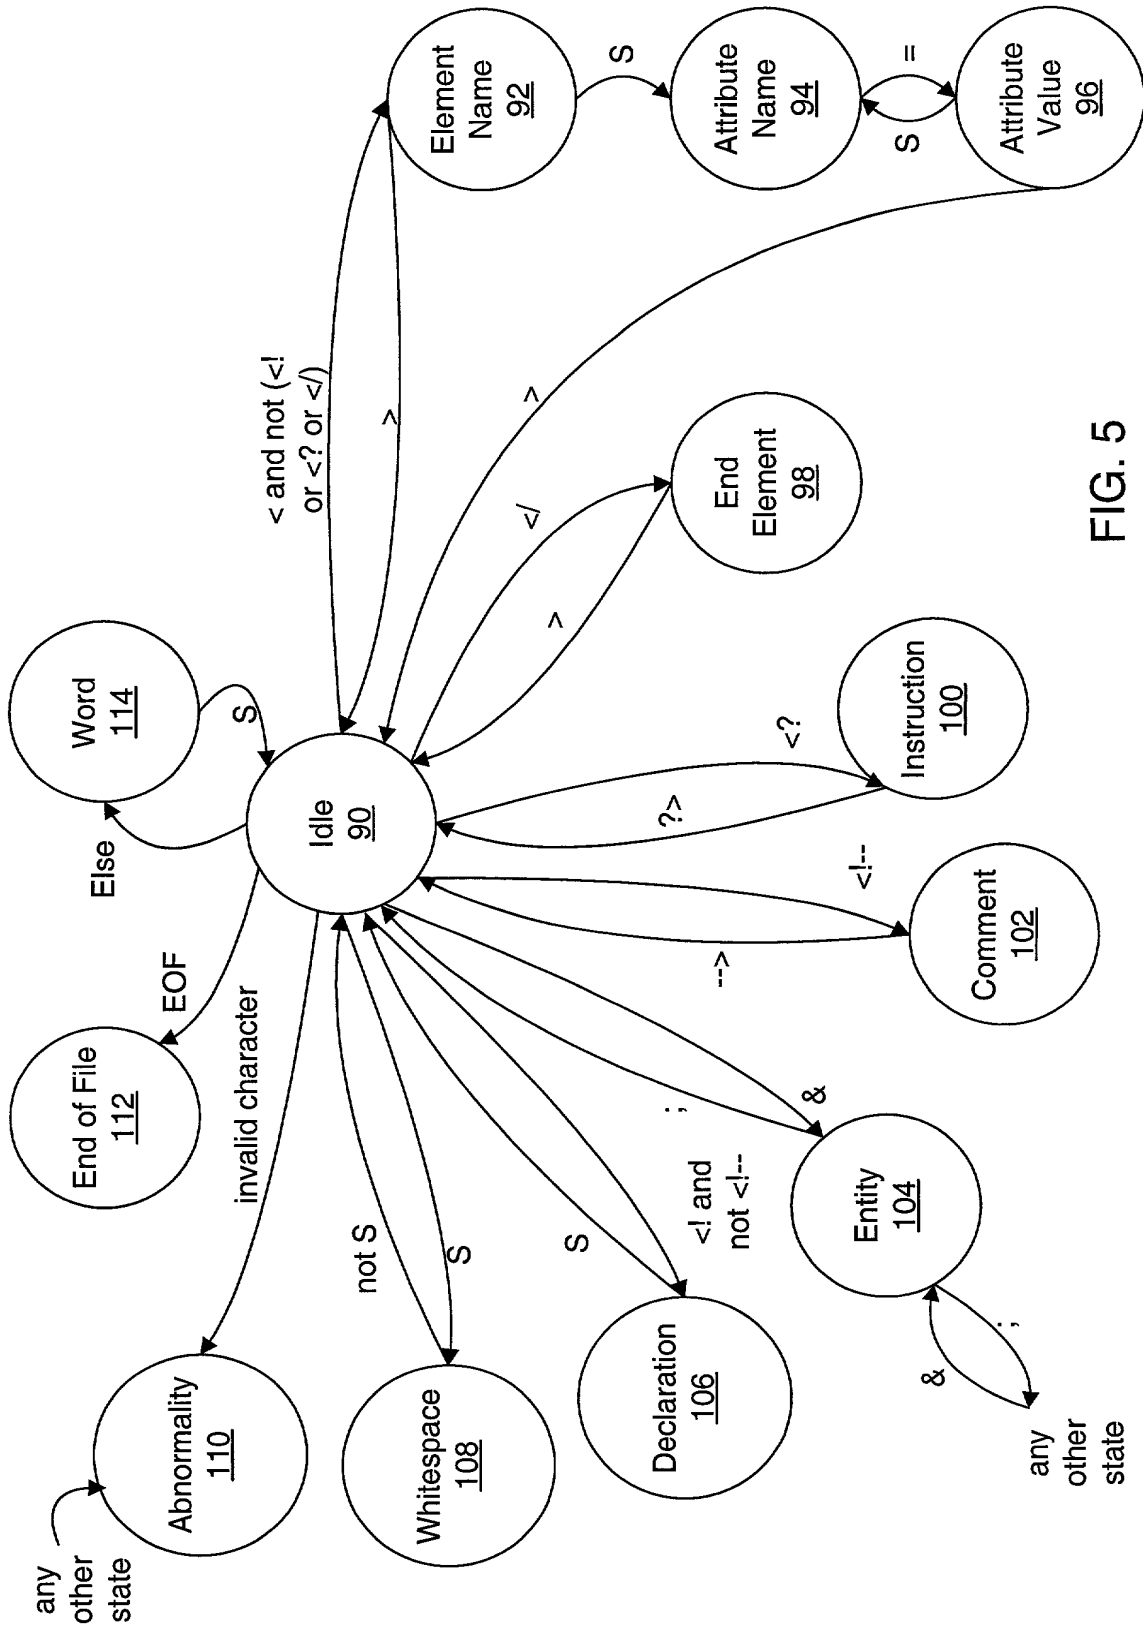 any
other
state
Abnormality
110
invalid character
End of File
112
EOF
Else
Word
114
S
Idle
90
< and not (<!
or <? or </)
>
Element
Name
92
S
Attribute
Name
94
=
S
Attribute
Value
96
>
</
>
End
Element
98
<?
?>
Instruction
100
<!--
-->
Comment
102
&
;
Entity
104
&
;
any
other
state
<! and
not <!--
S
Declaration
106
not S
S
Whitespace
108
FIG. 5